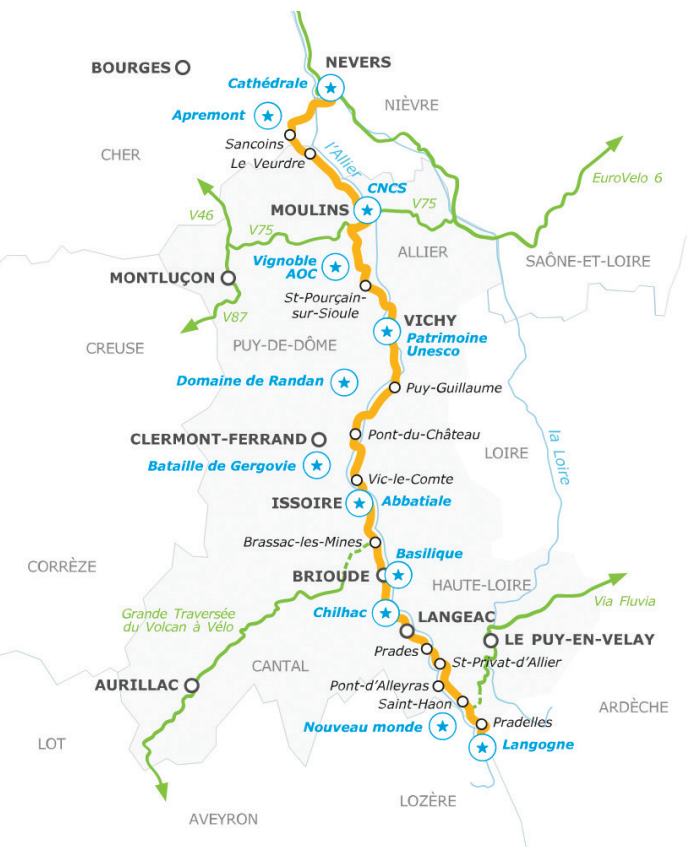 NEVERS
BOURGES
Cathédrale
NIÈVRE
Apremont
Sancoins
CHER
Le Veurdre
l'Allier
EuroVelo 6
CNCS
V46
MOULINS
V75
V75
ALLIER
SAÔNE-ET-LOIRE
Vignoble
AOC
MONTLUÇON
St-Pourçain-
sur-Sioule
V87
VICHY
CREUSE
PUY-DE-DÔME
Patrimoine
Unesco
Domaine de Randan
Puy-Guillaume
CLERMONT-FERRAND
Pont-du-Château
la Loire
LOIRE
Bataille de Gergovie
Vic-le-Comte
ISSOIRE
Abbatiale
Brassac-les-Mines
Basilique
CORRÈZE
BRIOUDE
HAUTE-LOIRE
Via Fluvia
Grande Traversée
du Volcan à Vélo
Chilhac
LANGEAC
LE PUY-EN-VELAY
Prades
St-Privat-d'Allier
CANTAL
AURILLAC
Pont-d'Alleyras
Saint-Haon
ARDÈCHE
Nouveau monde
Pradelles
LOT
Langogne
LOZÈRE
AVEYRON